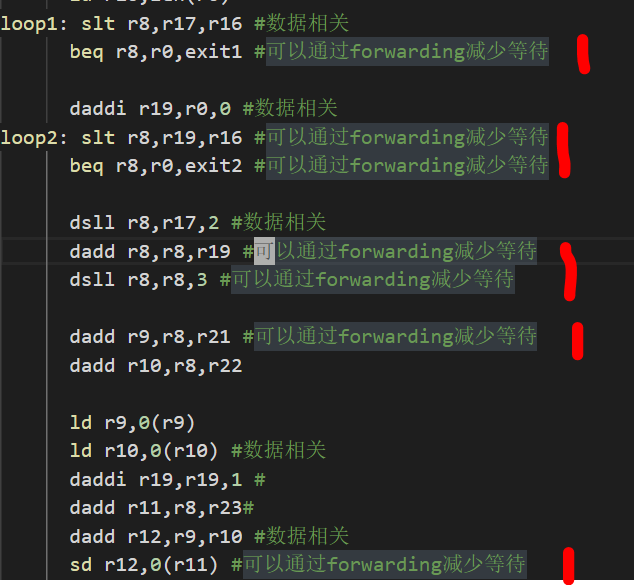 loop1: slt r8,r17,r16 #数据相关
beq r8,r0,exit1 #可以通过forwarding减少等待
daddi r19,r0,0 #数据相关
loop2: slt r8,r19,r16 #可以通过forwarding减少等待
beq r8,r0,exit2 #可以通过forwarding减少等待
dsll r8,r17,2 #数据相关
dadd r8,r8,r19 #可以通过forwarding减少等待
dsll r8,r8,3 #可以通过forwarding减少等待
dadd r9,r8,r21 #可以通过forwarding减少等待
dadd r10,r8,r22
ld r9,0(r9)
ld r10,0(r10) #数据相关
daddi r19,r19,1 #
dadd r11,r8,r23#
dadd r12,r9,r10 #数据相关
sd r12,0(r11) #可以通过forwarding减少等待